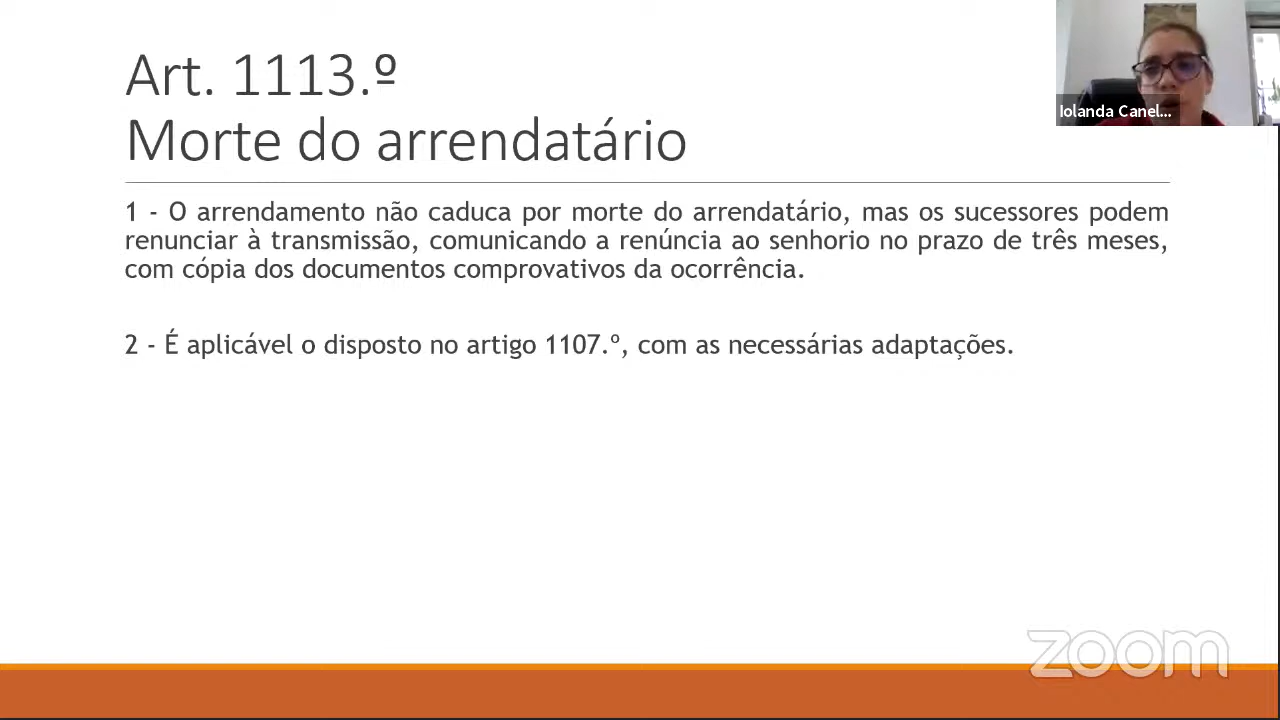 Art. 1113.º
Morte do arrendatário
Iolanda Canel...
1 - O arrendamento não caduca por morte do arrendatário, mas os sucessores podem
renunciar à transmissão, comunicando a renúncia ao senhorio no prazo de três meses,
com cópia dos documentos comprovativos da ocorrência.
2 - É aplicável o disposto no artigo 1107.º, com as necessárias adaptações.
zoom